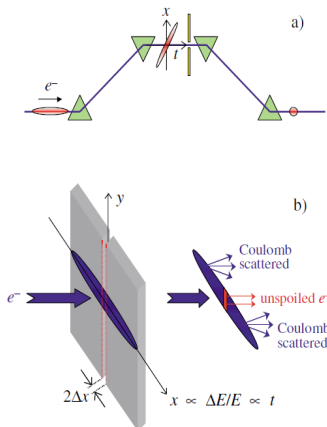 x
a)
t
e⁻
y
b)
Coulomb
scattered
e⁻
unspoiled e⁻
Coulomb
scattered
2Δx
x ∝ ΔE/E ∝ t